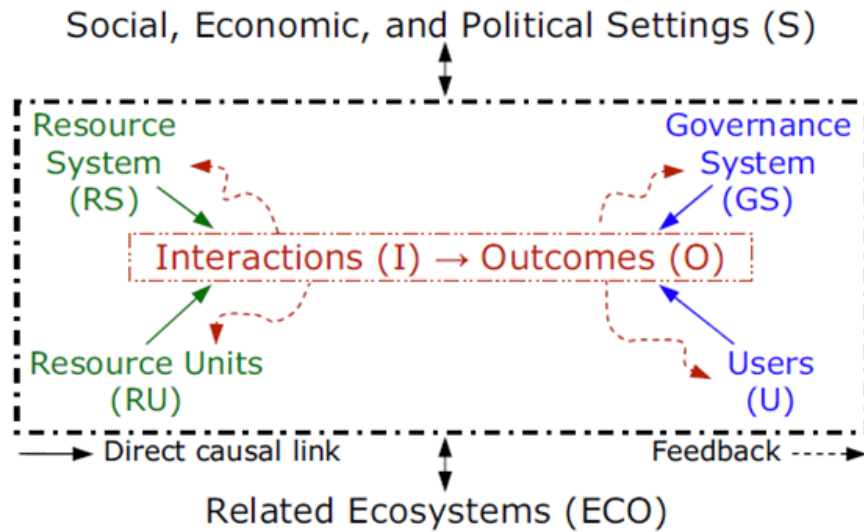 Social, Economic, and Political Settings (S)
Resource
System
(RS)
Governance
System
(GS)
Interactions (I) → Outcomes (O)
Resource Units
(RU)
Users
(U)
Direct causal link
Feedback
Related Ecosystems (ECO)